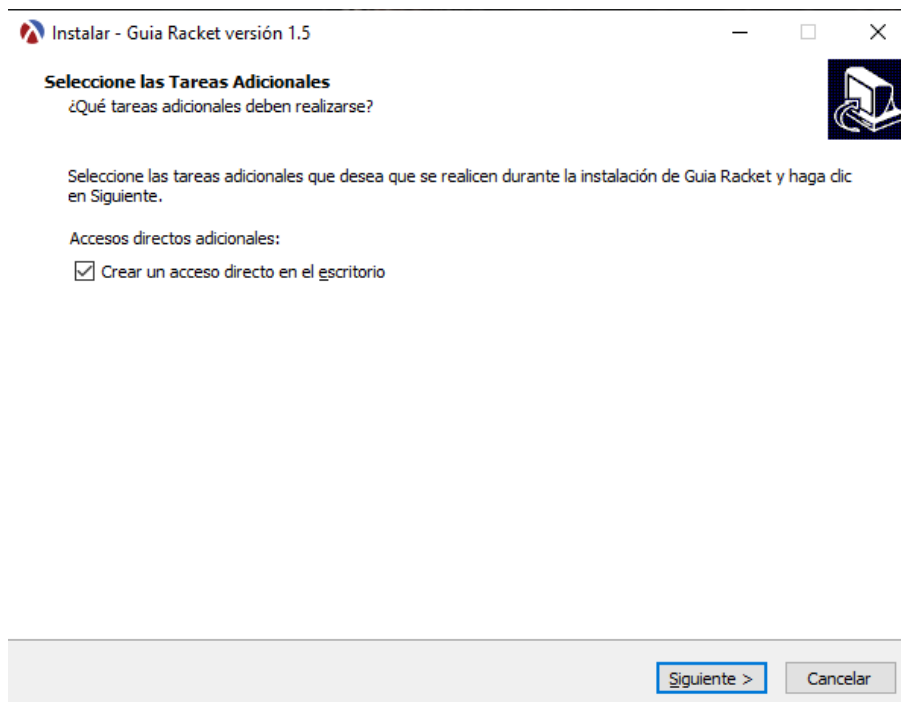 Instalar - Guia Racket versión 1.5
Seleccione las Tareas Adicionales
¿Qué tareas adicionales deben realizarse?
Seleccione las tareas adicionales que desea que se realicen durante la instalación de Guia Racket y haga clic
en Siguiente.
Accesos directos adicionales:
Crear un acceso directo en el escritorio
Siguiente > Cancelar